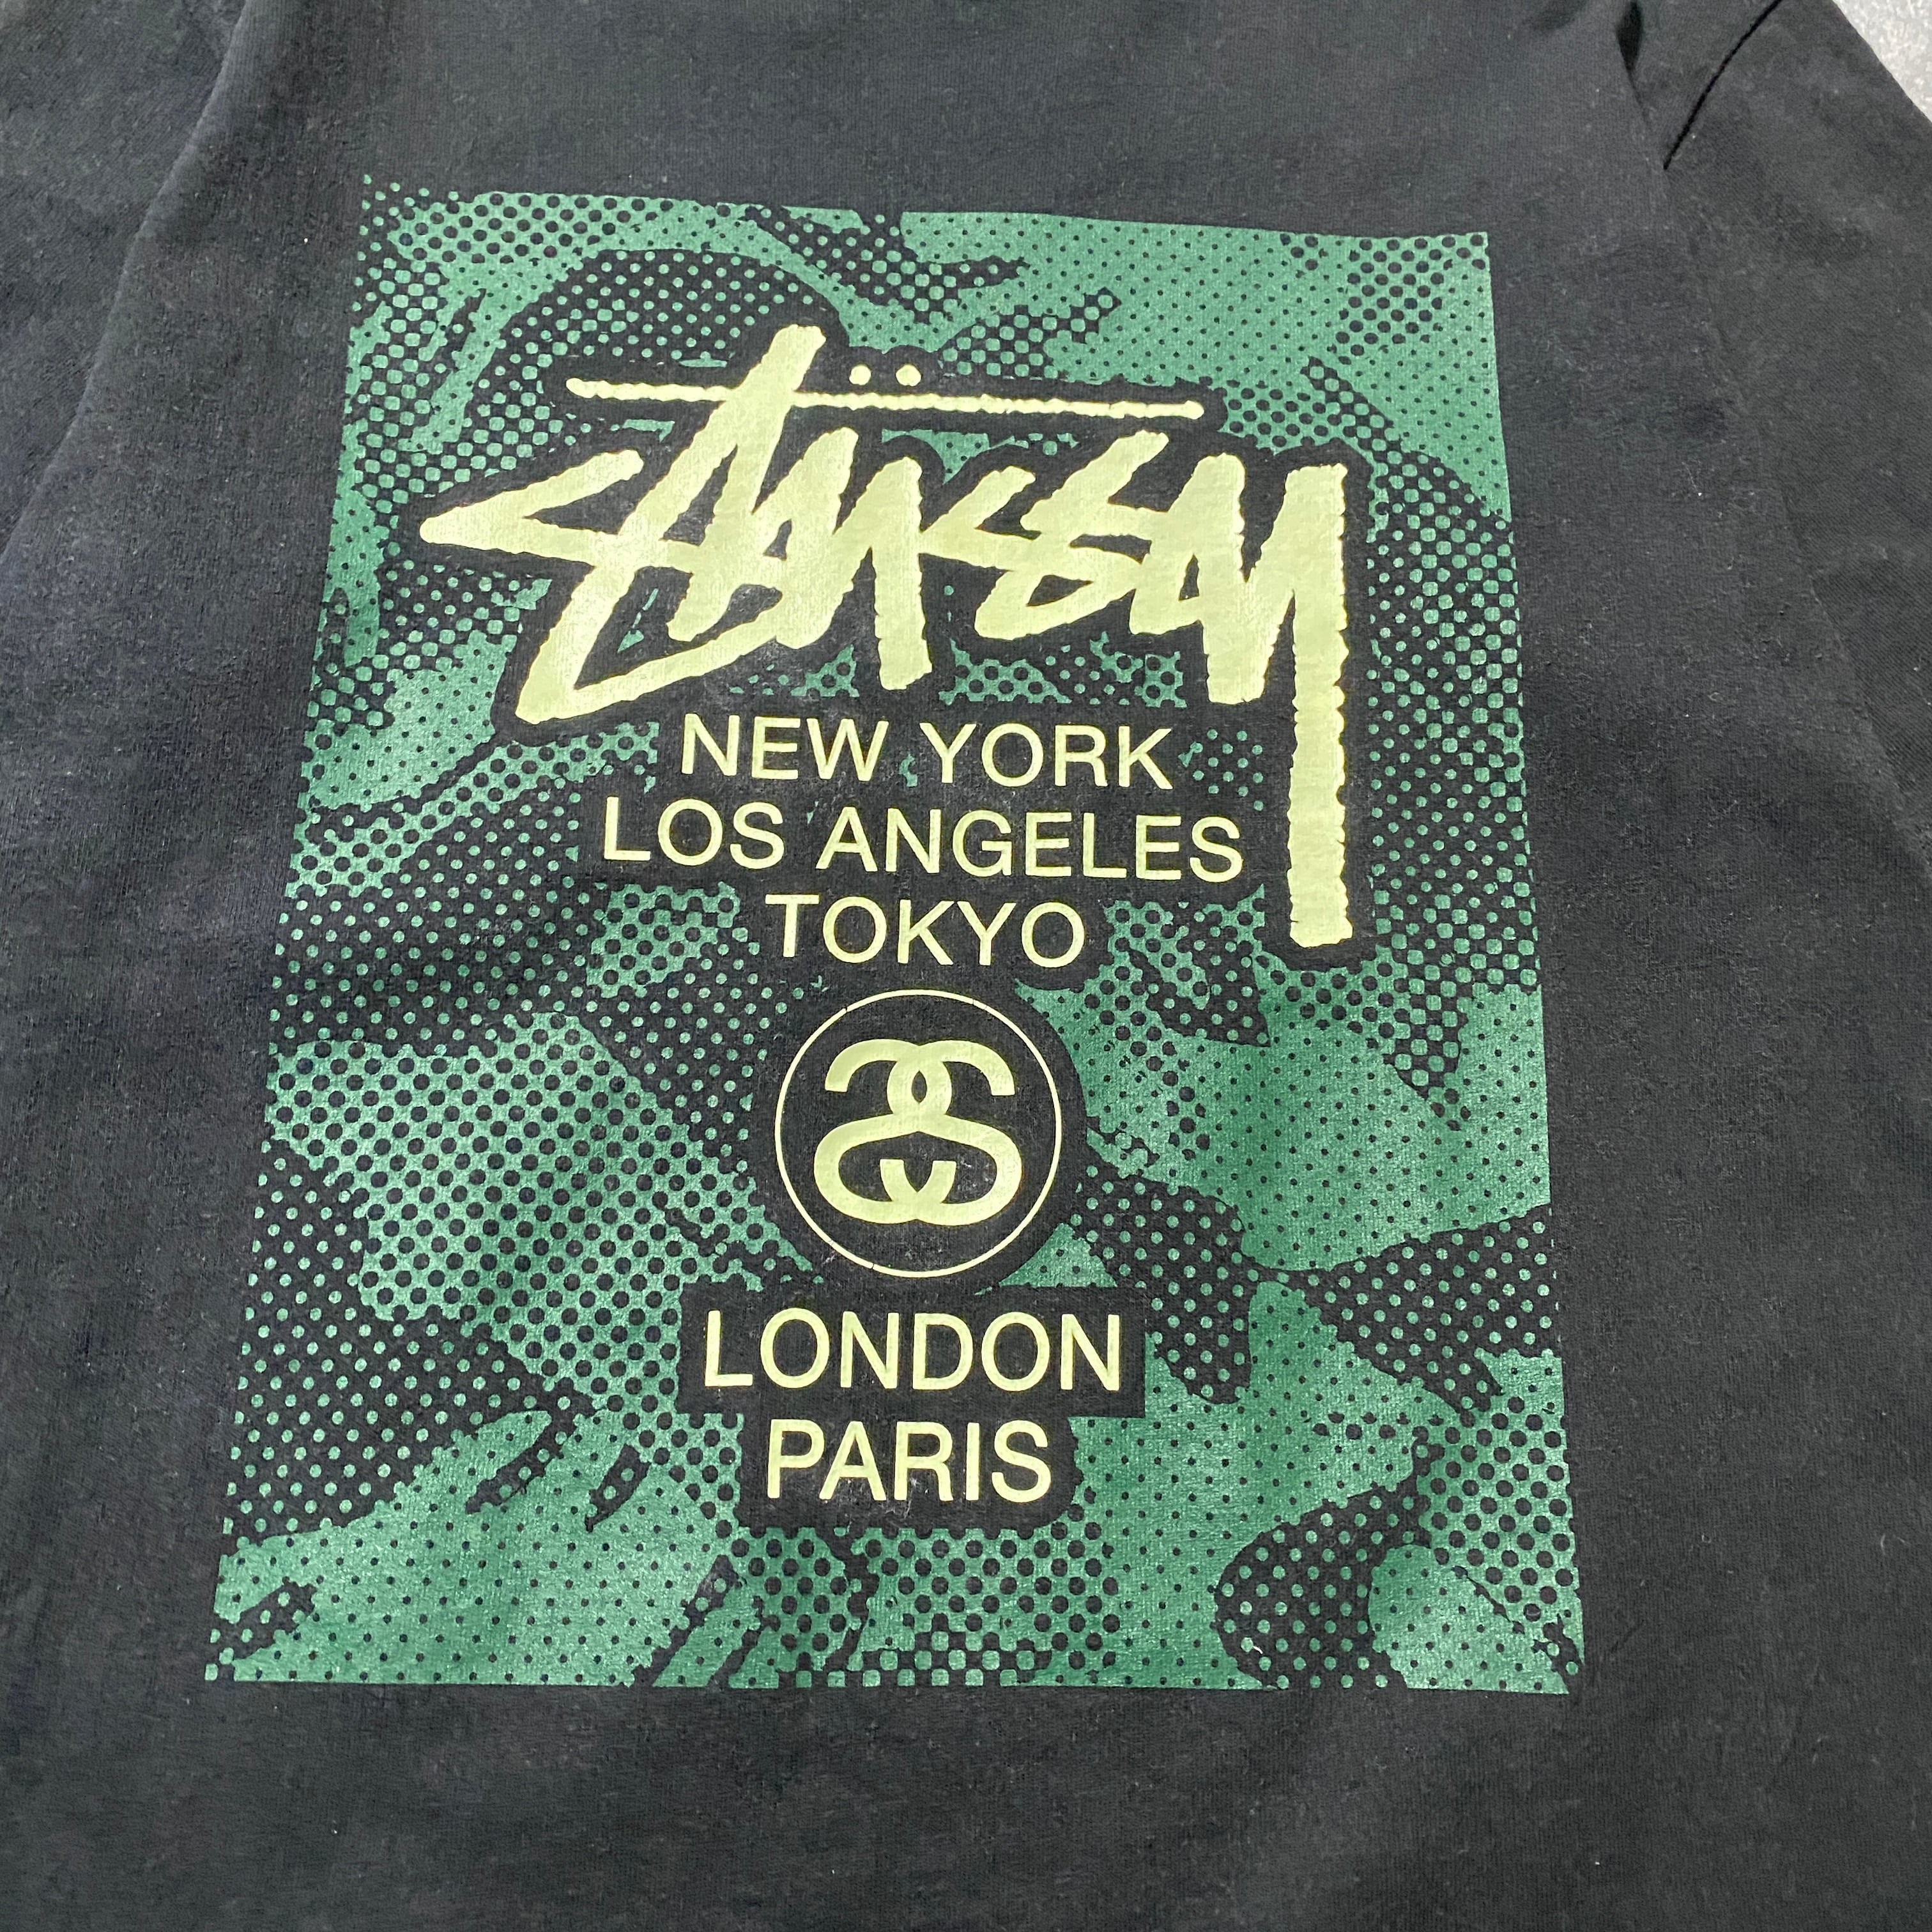 Stüssy
NEW YORK
LOS ANGELES
TOKYO
LONDON
PARIS